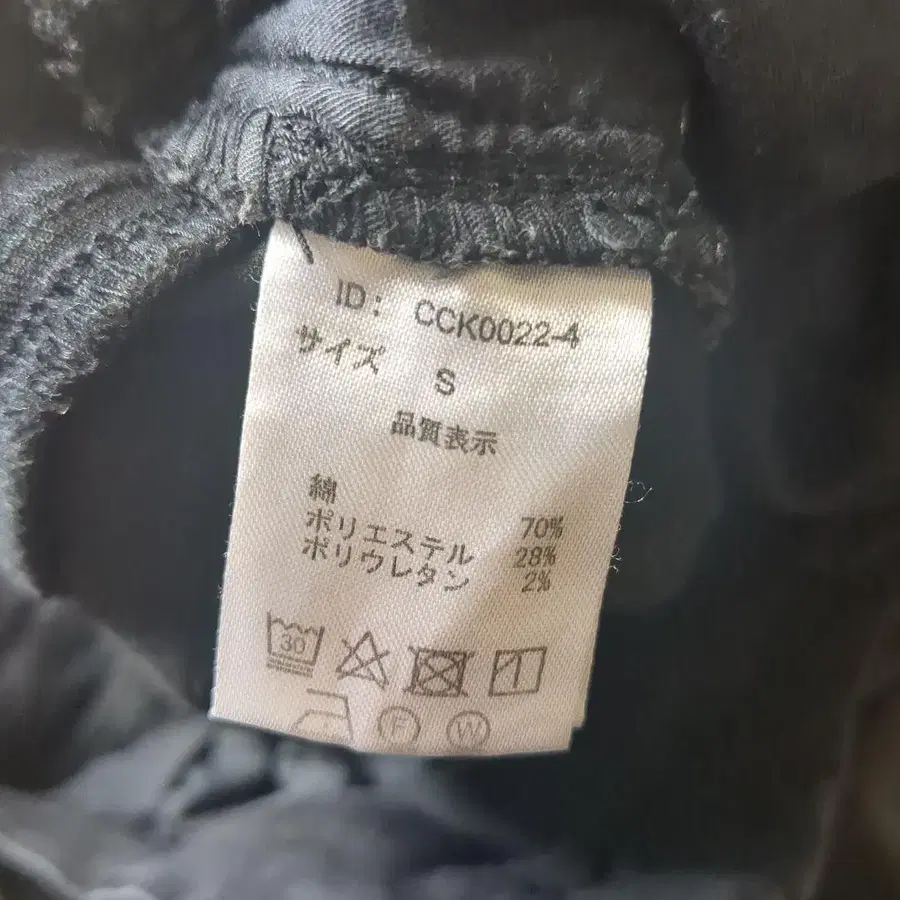 ID: CCK0022-4
サイズ S
品質表示
綿 70%
ポリエステル 28%
ポリウレタン 2%
30
F W